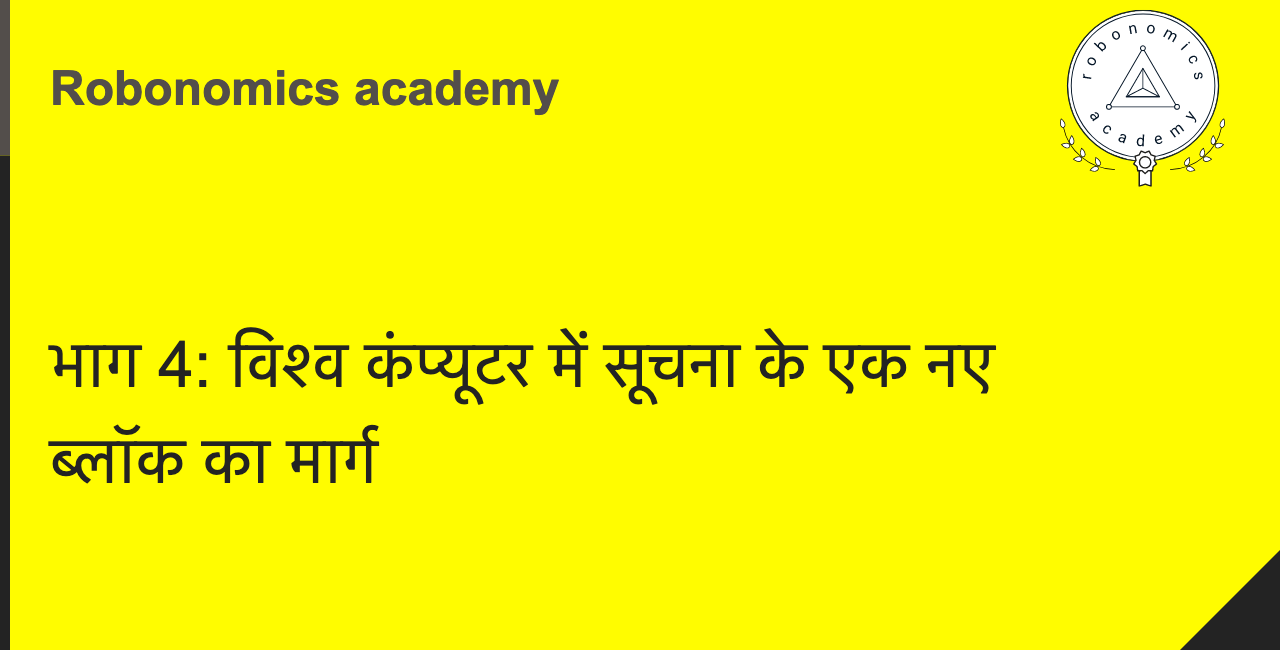 Robonomics academy
robonomics
academy
भाग 4: विश्व कंप्यूटर में सूचना के एक नए
ब्लॉक का मार्ग